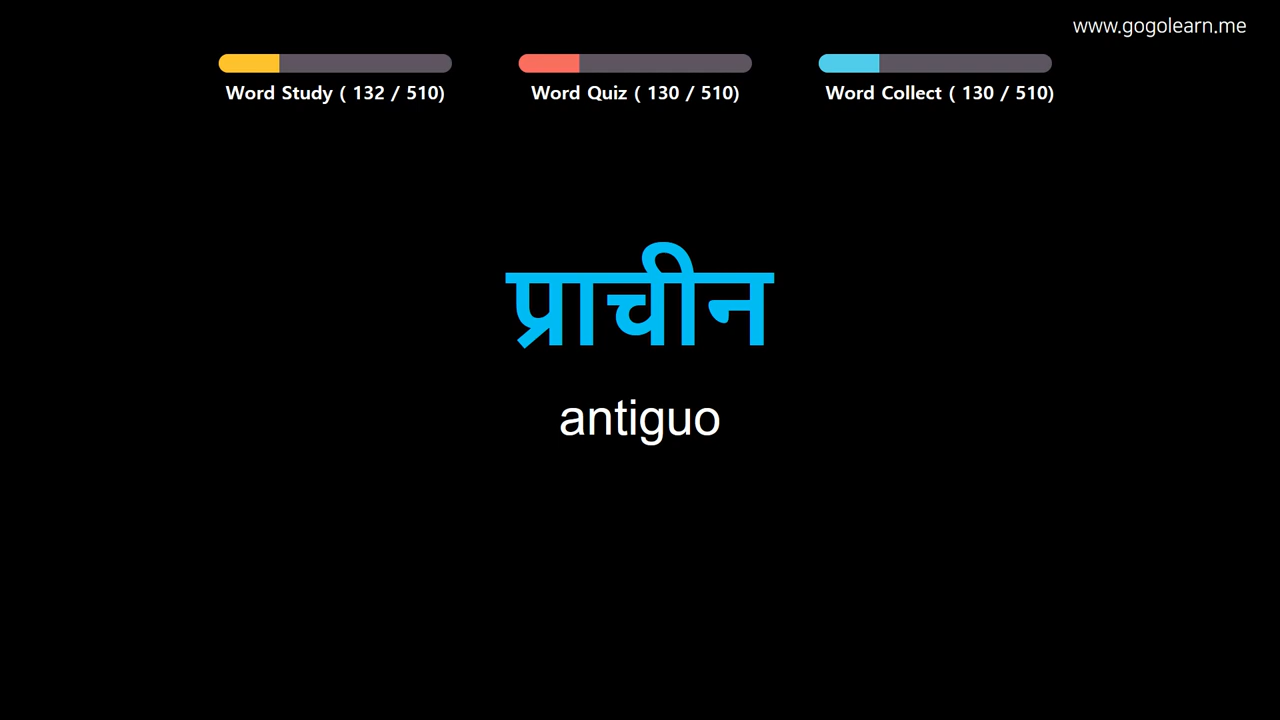 www.gogolearn.me
Word Study ( 132 / 510)
Word Quiz ( 130 / 510)
Word Collect ( 130 / 510)
प्राचीन
antiguo